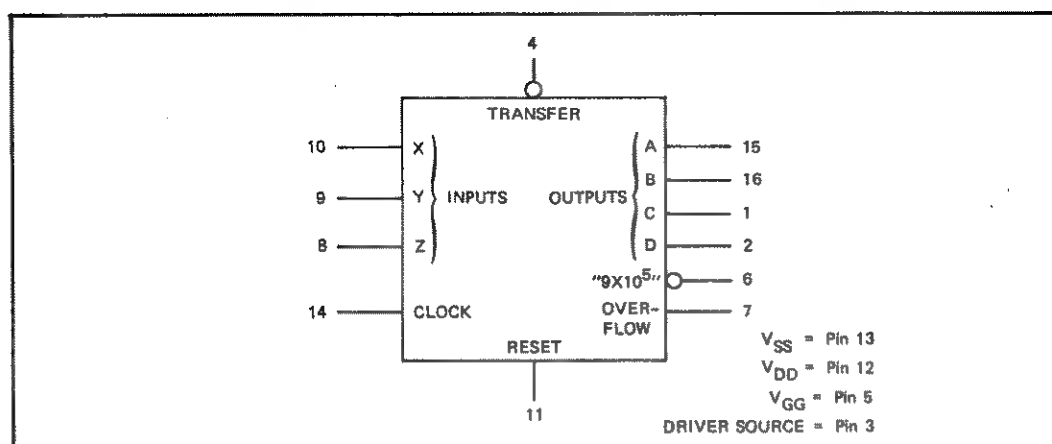 4
TRANSFER
10 X A 15
B 16
9 Y INPUTS OUTPUTS C 1
8 Z D 2
"9X10⁵" 6
14 CLOCK OVER- 7
FLOW
RESET
11
V_SS = Pin 13
V_DD = Pin 12
V_GG = Pin 5
DRIVER SOURCE = Pin 3